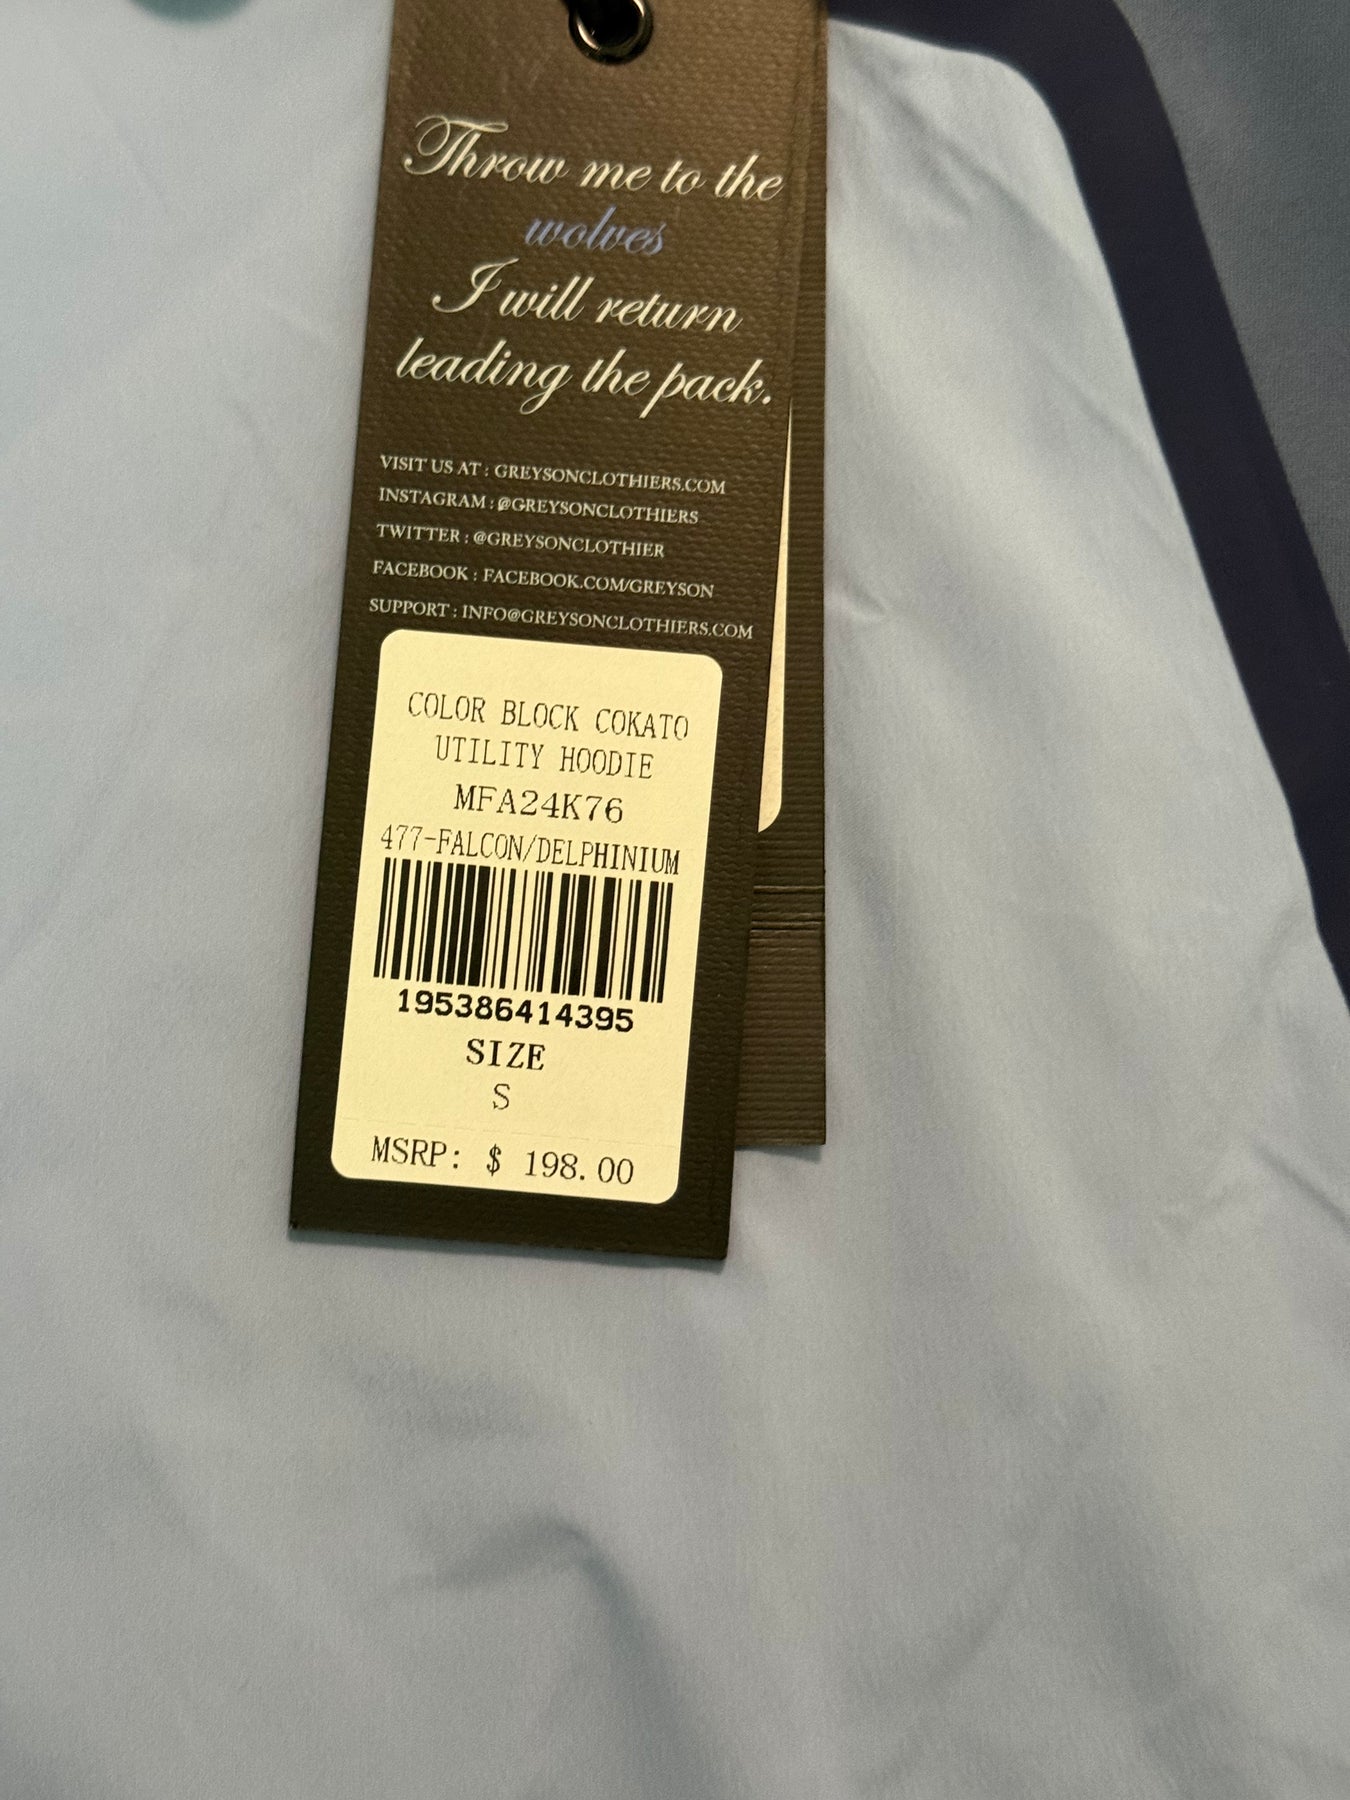 Throw me to the
wolves
I will return
leading the pack.
VISIT US AT : GREYSONCLOTHIERS.COM
INSTAGRAM : @GREYSONCLOTHIERS
TWITTER : @GREYSONCLOTHIER
FACEBOOK : FACEBOOK.COM/GREYSON
SUPPORT : INFO@GREYSONCLOTHIERS.COM
COLOR BLOCK COKATO
UTILITY HOODIE
MFA24K76
477-FALCON/DELPHINIUM
195386414395
SIZE
S
MSRP: $ 198.00